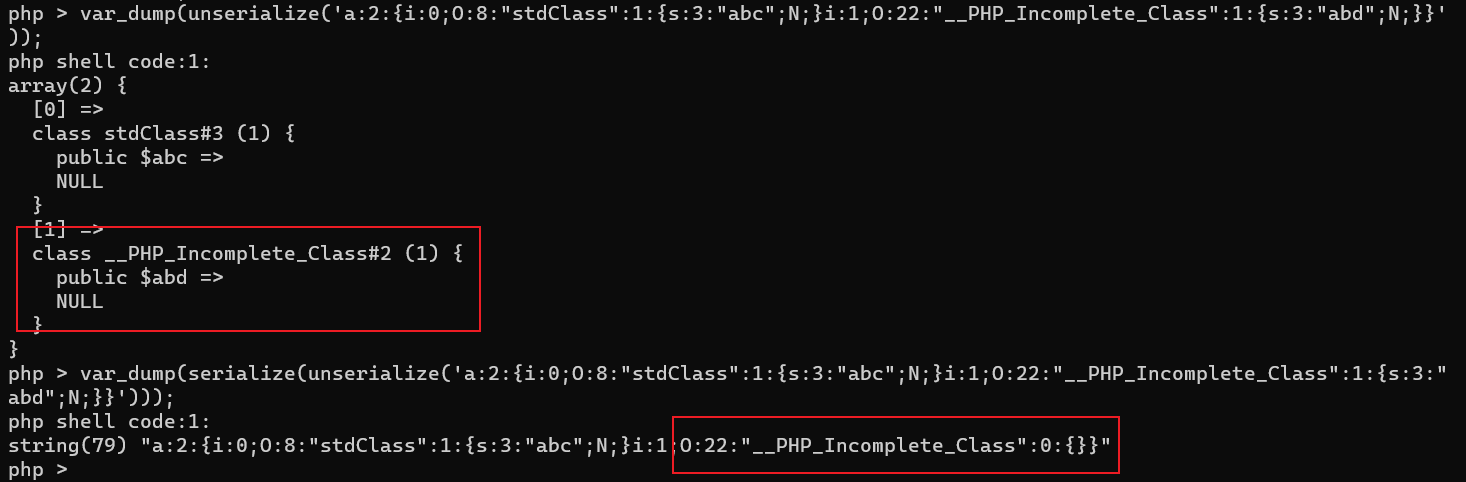 php > var_dump(unserialize('a:2:{i:0;O:8:"stdClass":1:{s:3:"abc";N;}i:1;O:22:"__PHP_Incomplete_Class":1:{s:3:"abd";N;}}'
));
php shell code:1:
array(2) {
  [0] =>
  class stdClass#3 (1) {
    public $abc =>
    NULL
  }
  [1] =>
  class __PHP_Incomplete_Class#2 (1) {
    public $abd =>
    NULL
  }
}
php > var_dump(serialize(unserialize('a:2:{i:0;O:8:"stdClass":1:{s:3:"abc";N;}i:1;O:22:"__PHP_Incomplete_Class":1:{s:3:"
abd";N;}}')));
php shell code:1:
string(79) "a:2:{i:0;O:8:"stdClass":1:{s:3:"abc";N;}i:1;O:22:"__PHP_Incomplete_Class":0:{}}"
php >